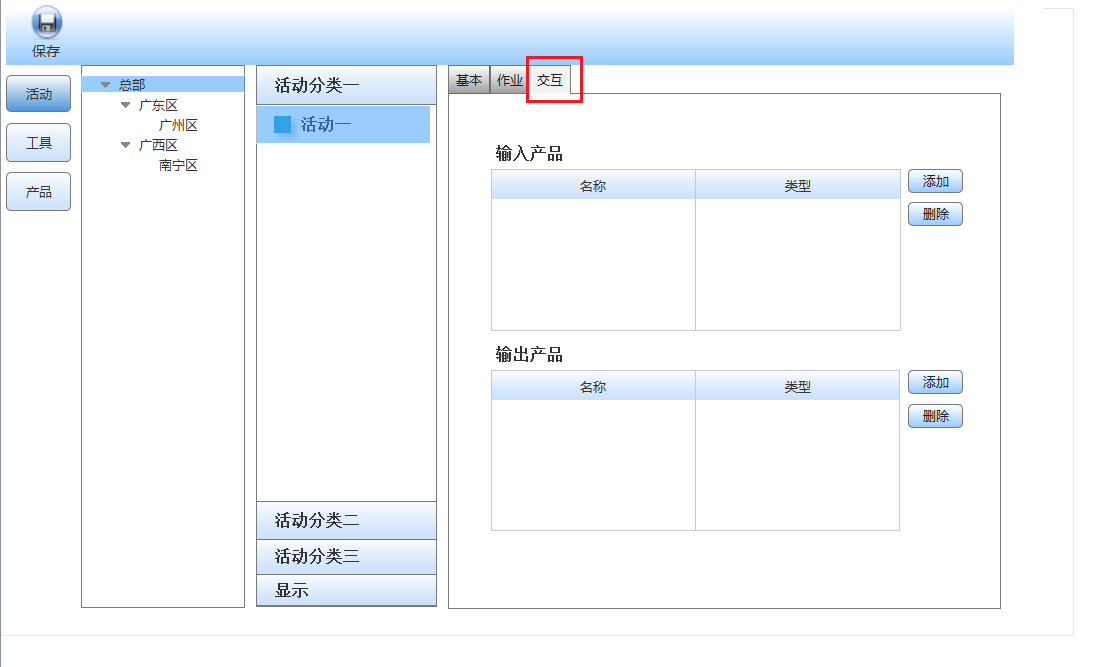 保存
活动
工具
产品
总部
广东区
广州区
广西区
南宁区
活动分类一
活动一
活动分类二
活动分类三
显示
基本 作业 交互
输入产品
名称 类型
添加
删除
输出产品
名称 类型
添加
删除